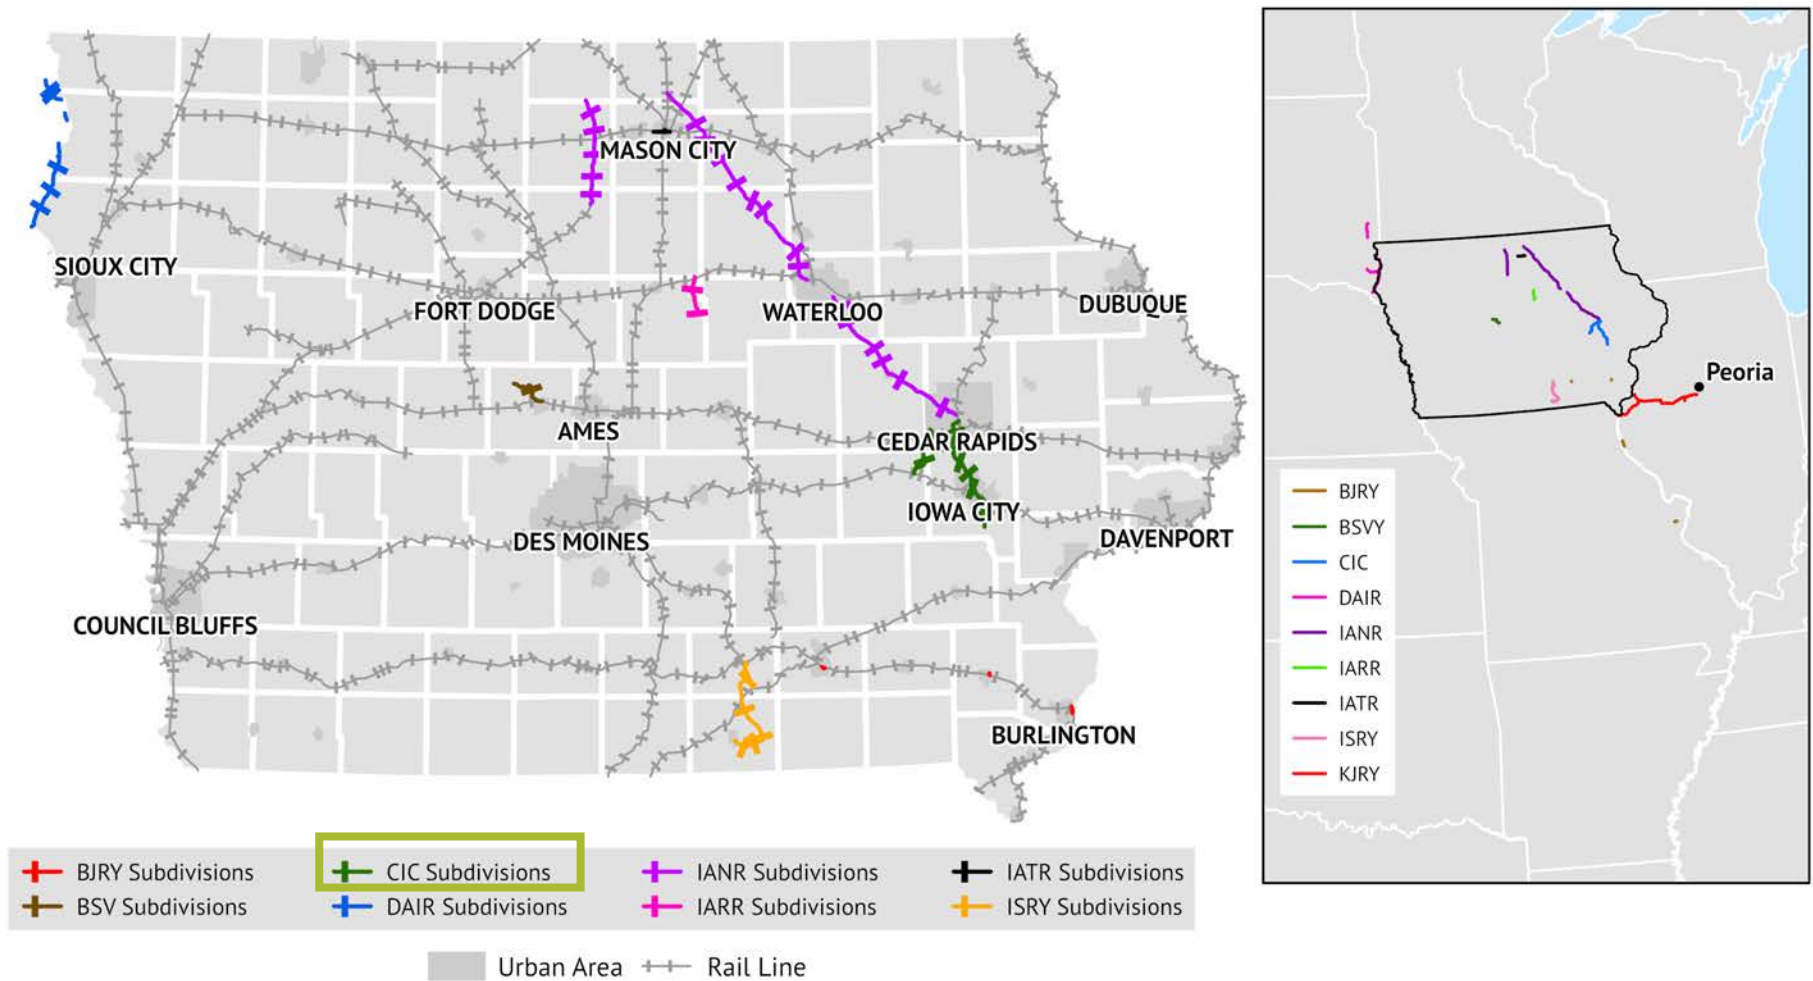 MASON CITY
SIOUX CITY
FORT DODGE
WATERLOO
DUBUQUE
AMES
CEDAR RAPIDS
IOWA CITY
DES MOINES
DAVENPORT
COUNCIL BLUFFS
BURLINGTON
BJRY Subdivisions
CIC Subdivisions
IANR Subdivisions
IATR Subdivisions
BSV Subdivisions
DAIR Subdivisions
IARR Subdivisions
ISRY Subdivisions
Urban Area
Rail Line
Peoria
BJRY
BSVY
CIC
DAIR
IANR
IARR
IATR
ISRY
KJRY